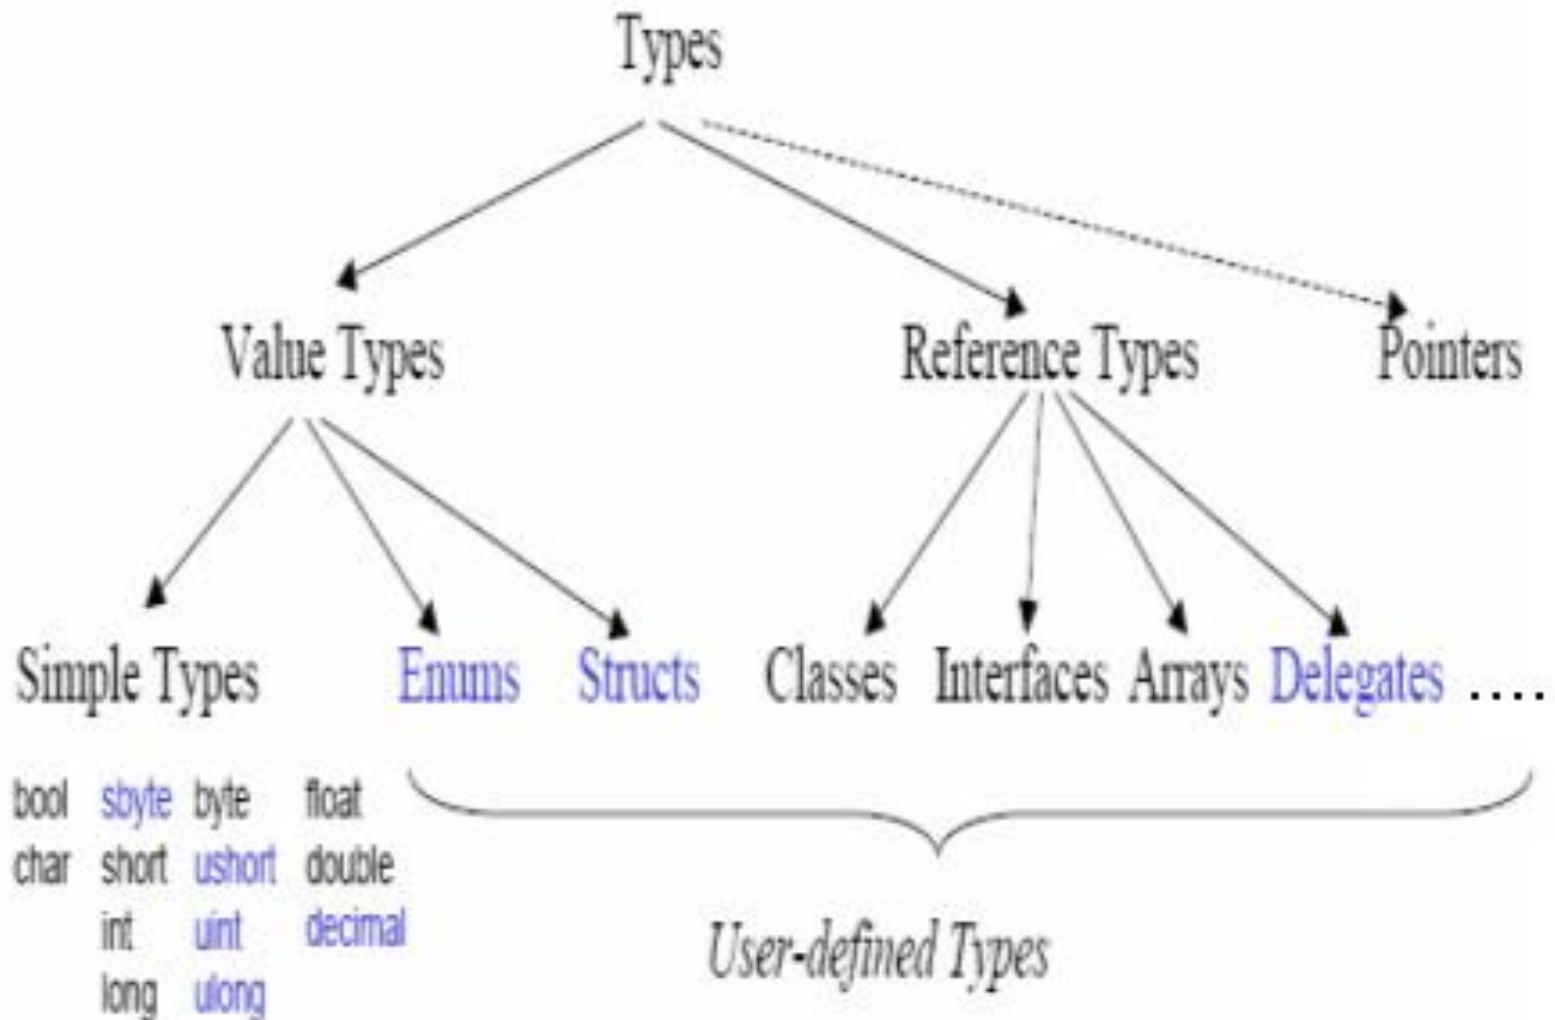 Types
Value Types Reference Types Pointers
Simple Types Enums Structs Classes Interfaces Arrays Delegates ....
bool sbyte byte float
char short ushort double
int uint decimal
long ulong
User-defined Types